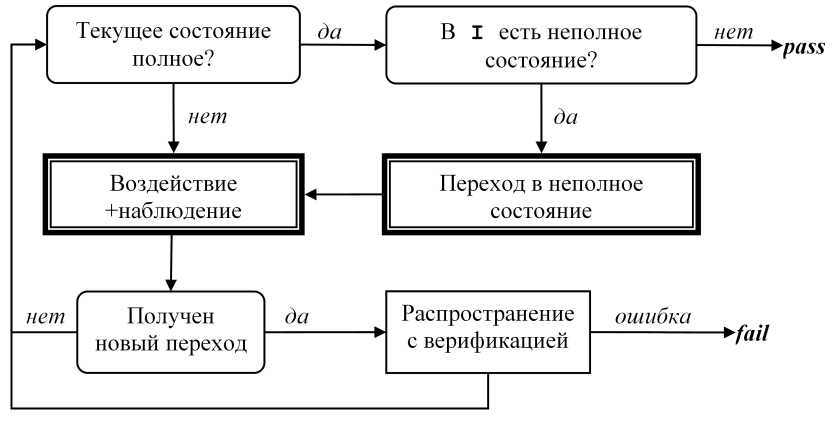 Текущее состояние
полное?
да
В I есть неполное
состояние?
нет
pass
нет
да
Воздействие
+наблюдение
Переход в неполное
состояние
нет
Получен
новый переход
да
Распространение
с верификацией
ошибка
fail